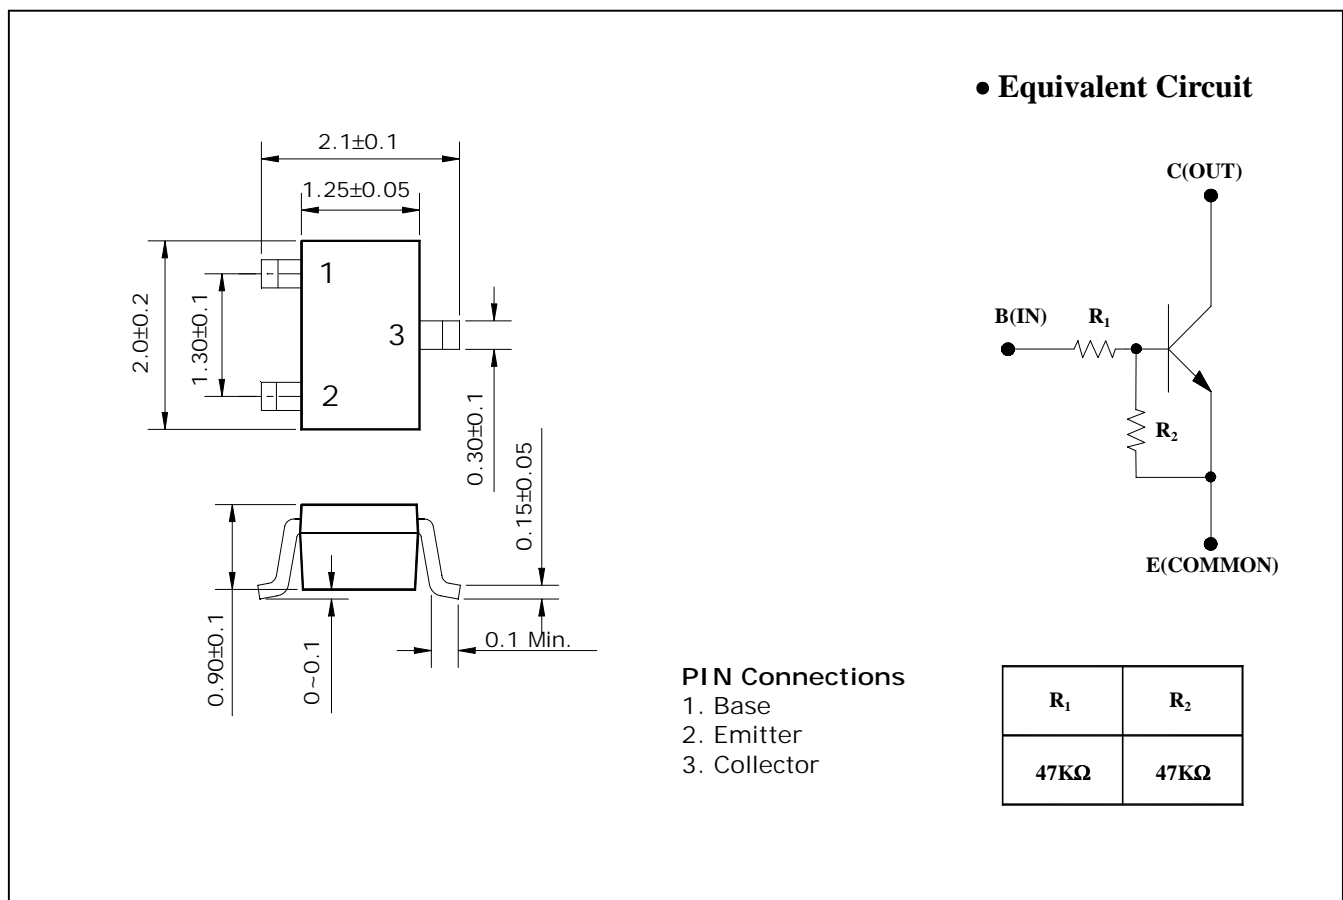 ● Equivalent Circuit
2.1±0.1
1.25±0.05
2.0±0.2
1.30±0.1
1
2
3
0.30±0.1
0.15±0.05
0.90±0.1
0~0.1
0.1 Min.
C(OUT)
B(IN)
R₁
R₂
E(COMMON)
PIN Connections
1. Base
2. Emitter
3. Collector
R₁ R₂
47KΩ 47KΩ